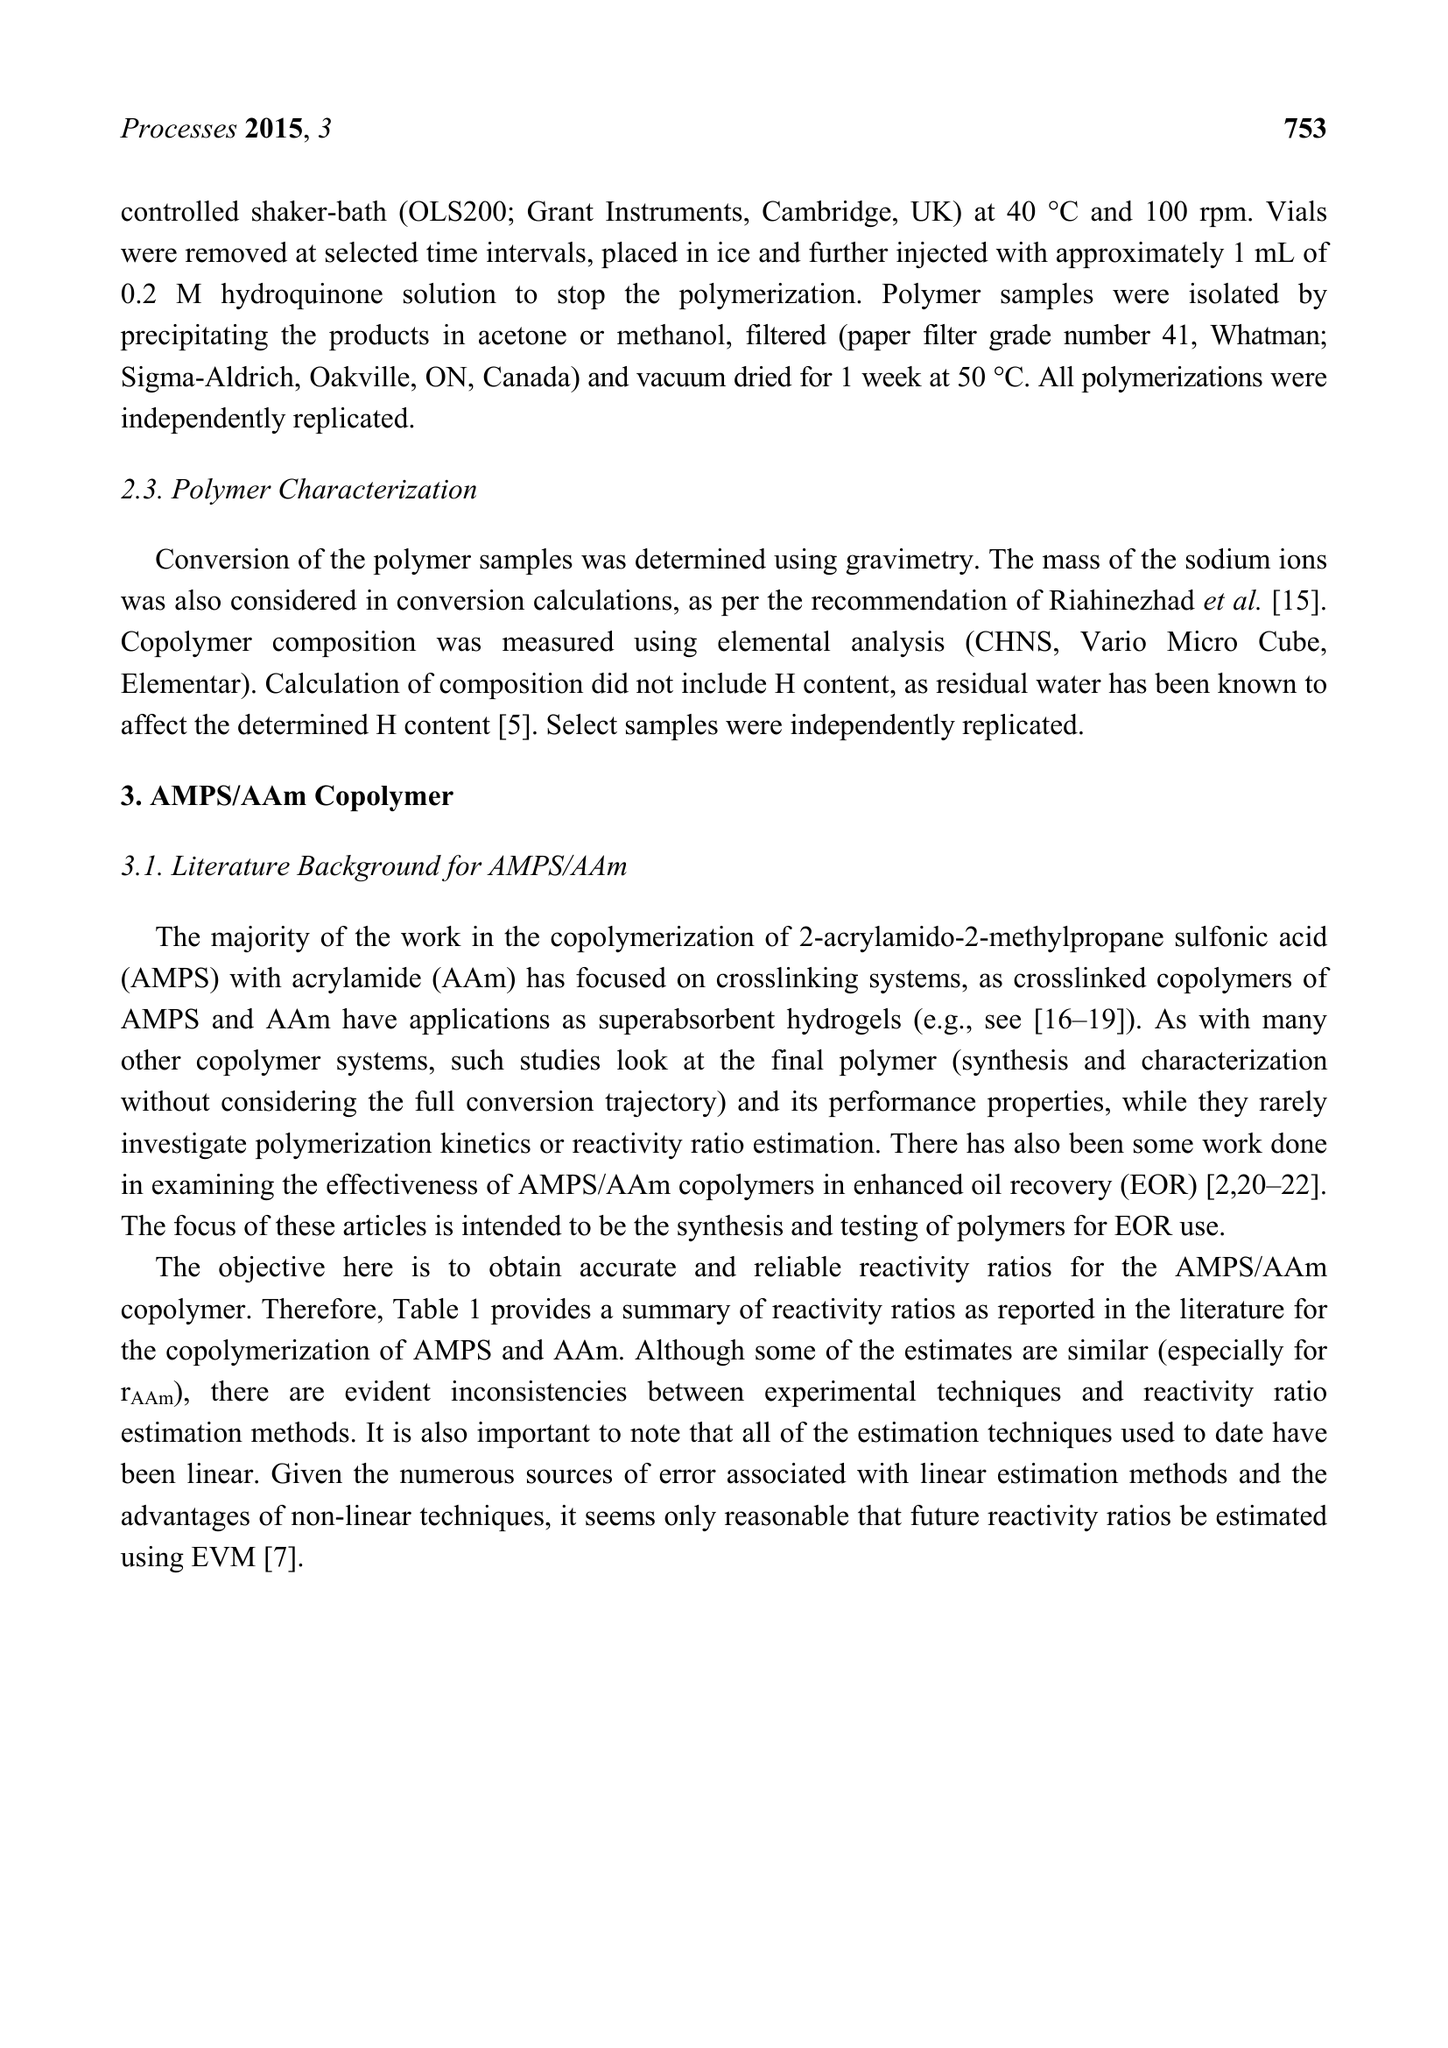 Processes 2015, 3 753
controlled shaker-bath (OLS200; Grant Instruments, Cambridge, UK) at 40 °C and 100 rpm. Vials
were removed at selected time intervals, placed in ice and further injected with approximately 1 mL of
0.2 M hydroquinone solution to stop the polymerization. Polymer samples were isolated by
precipitating the products in acetone or methanol, filtered (paper filter grade number 41, Whatman;
Sigma-Aldrich, Oakville, ON, Canada) and vacuum dried for 1 week at 50 °C. All polymerizations were
independently replicated.
2.3. Polymer Characterization
Conversion of the polymer samples was determined using gravimetry. The mass of the sodium ions
was also considered in conversion calculations, as per the recommendation of Riahinezhad et al. [15].
Copolymer composition was measured using elemental analysis (CHNS, Vario Micro Cube,
Elementar). Calculation of composition did not include H content, as residual water has been known to
affect the determined H content [5]. Select samples were independently replicated.
3. AMPS/AAm Copolymer
3.1. Literature Background for AMPS/AAm
The majority of the work in the copolymerization of 2-acrylamido-2-methylpropane sulfonic acid
(AMPS) with acrylamide (AAm) has focused on crosslinking systems, as crosslinked copolymers of
AMPS and AAm have applications as superabsorbent hydrogels (e.g., see [16–19]). As with many
other copolymer systems, such studies look at the final polymer (synthesis and characterization
without considering the full conversion trajectory) and its performance properties, while they rarely
investigate polymerization kinetics or reactivity ratio estimation. There has also been some work done
in examining the effectiveness of AMPS/AAm copolymers in enhanced oil recovery (EOR) [2,20–22].
The focus of these articles is intended to be the synthesis and testing of polymers for EOR use.
The objective here is to obtain accurate and reliable reactivity ratios for the AMPS/AAm
copolymer. Therefore, Table 1 provides a summary of reactivity ratios as reported in the literature for
the copolymerization of AMPS and AAm. Although some of the estimates are similar (especially for
rAAm), there are evident inconsistencies between experimental techniques and reactivity ratio
estimation methods. It is also important to note that all of the estimation techniques used to date have
been linear. Given the numerous sources of error associated with linear estimation methods and the
advantages of non-linear techniques, it seems only reasonable that future reactivity ratios be estimated
using EVM [7].